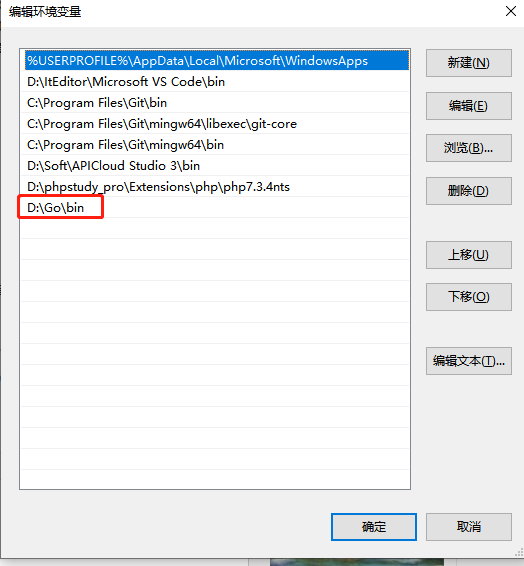 编辑环境变量
%USERPROFILE%\AppData\Local\Microsoft\WindowsApps
D:\ItEditor\Microsoft VS Code\bin
C:\Program Files\Git\bin
C:\Program Files\Git\mingw64\libexec\git-core
C:\Program Files\Git\mingw64\bin
D:\Soft\APICloud Studio 3\bin
D:\phpstudy_pro\Extensions\php\php7.3.4nts
D:\Go\bin
新建(N)
编辑(E)
浏览(B)...
删除(D)
上移(U)
下移(O)
编辑文本(T)...
确定
取消